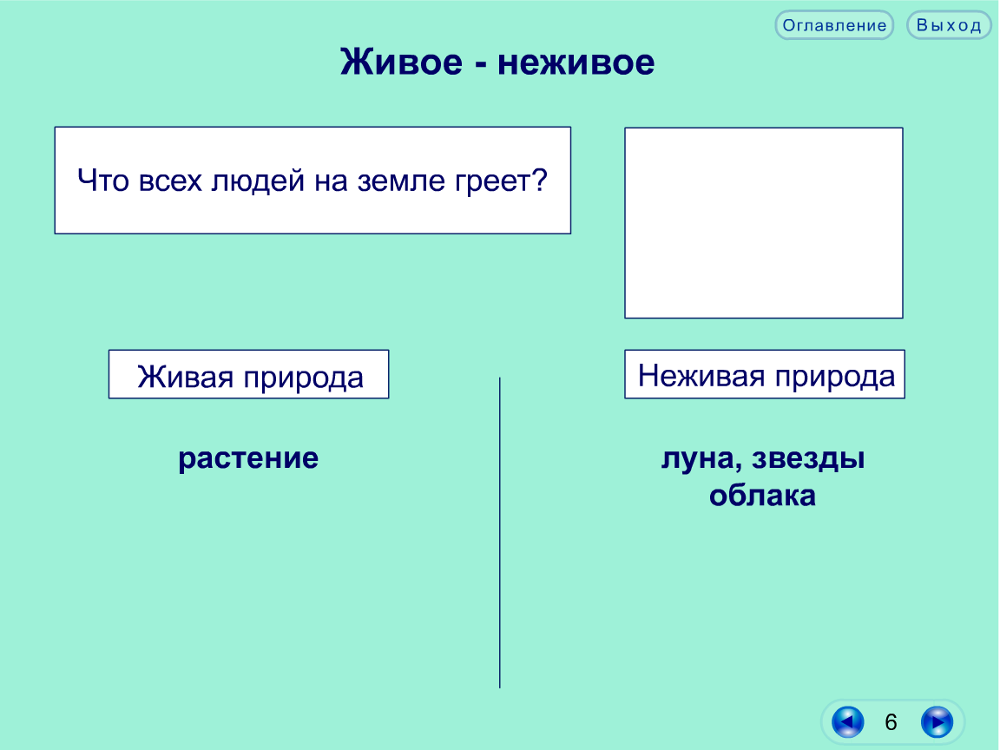 Оглавление
Выход
Живое - неживое
Что всех людей на земле греет?
Живая природа
Неживая природа
растение
луна, звезды
облака
6